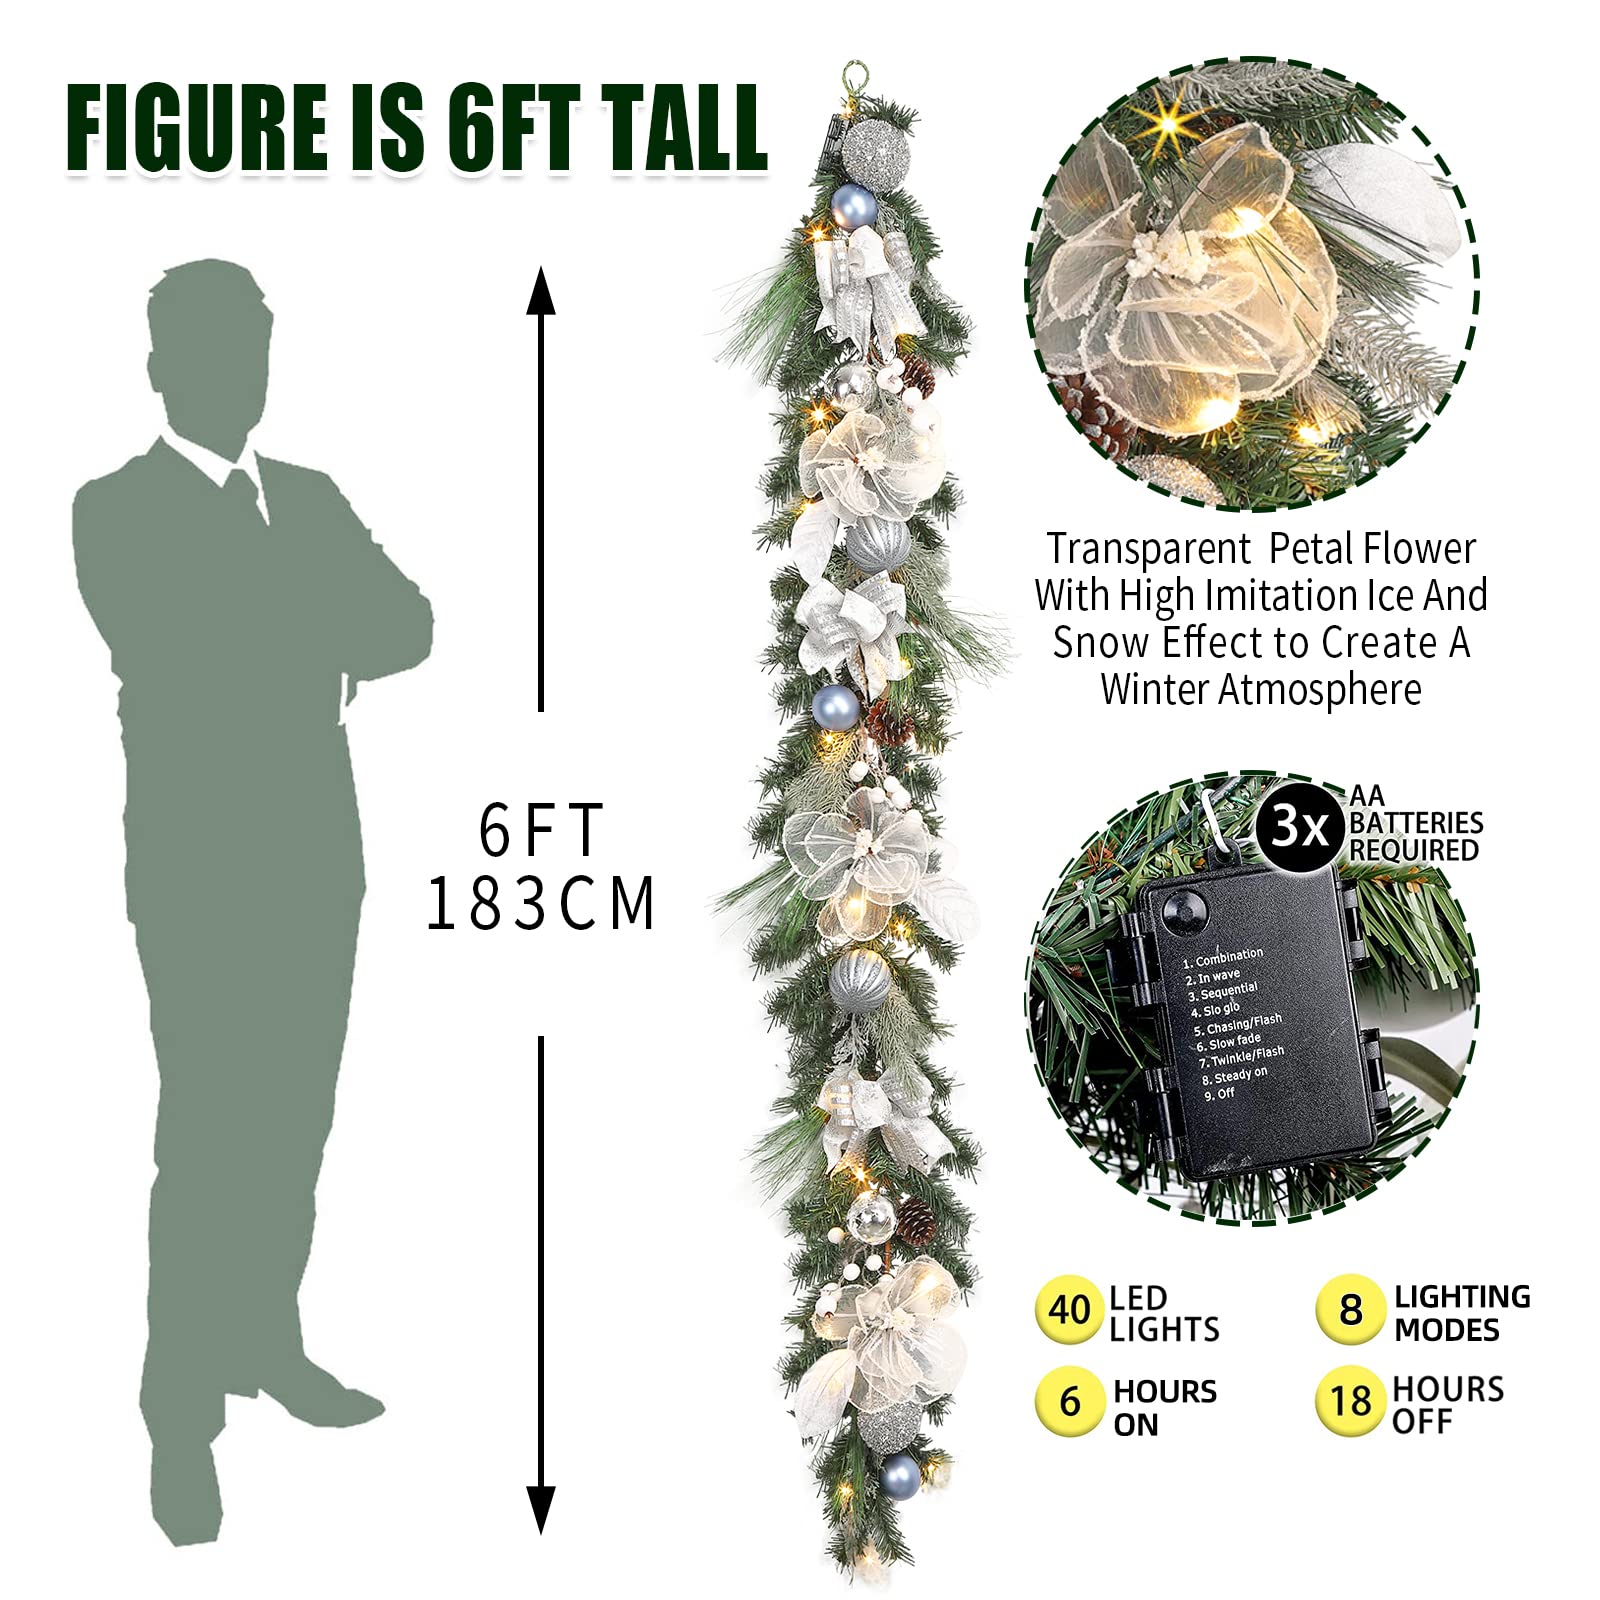 FIGURE IS 6FT TALL
6FT
183CM
Transparent Petal Flower
With High Imitation Ice And
Snow Effect to Create A
Winter Atmosphere
3x
AA
BATTERIES
REQUIRED
1. Combination
2. In wave
3. Sequential
4. Slo glo
5. Chasing/Flash
6. Slow fade
7. Twinkle/Flash
8. Steady on
9. Off
40 LED
LIGHTS
8 LIGHTING
MODES
6 HOURS
ON
18 HOURS
OFF